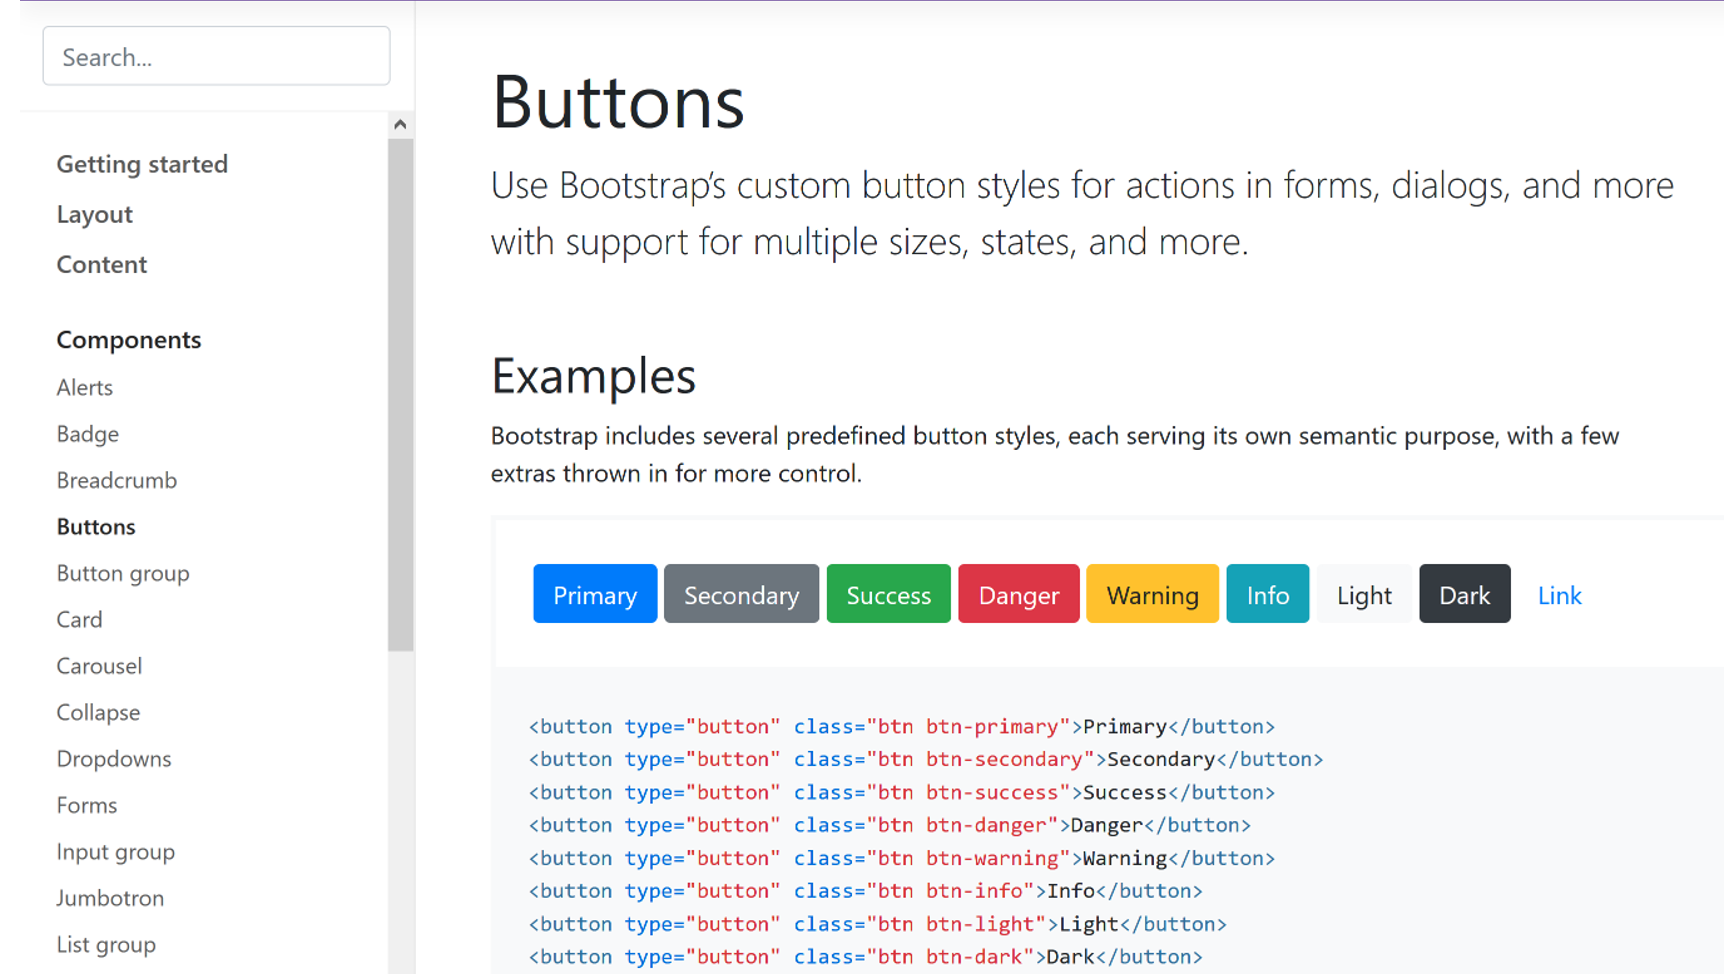 Search...
Getting started
Layout
Content
Components
Alerts
Badge
Breadcrumb
Buttons
Button group
Card
Carousel
Collapse
Dropdowns
Forms
Input group
Jumbotron
List group
Buttons
Use Bootstrap’s custom button styles for actions in forms, dialogs, and more
with support for multiple sizes, states, and more.
Examples
Bootstrap includes several predefined button styles, each serving its own semantic purpose, with a few
extras thrown in for more control.
Primary Secondary Success Danger Warning Info Light Dark Link
<button type="button" class="btn btn-primary">Primary</button>
<button type="button" class="btn btn-secondary">Secondary</button>
<button type="button" class="btn btn-success">Success</button>
<button type="button" class="btn btn-danger">Danger</button>
<button type="button" class="btn btn-warning">Warning</button>
<button type="button" class="btn btn-info">Info</button>
<button type="button" class="btn btn-light">Light</button>
<button type="button" class="btn btn-dark">Dark</button>